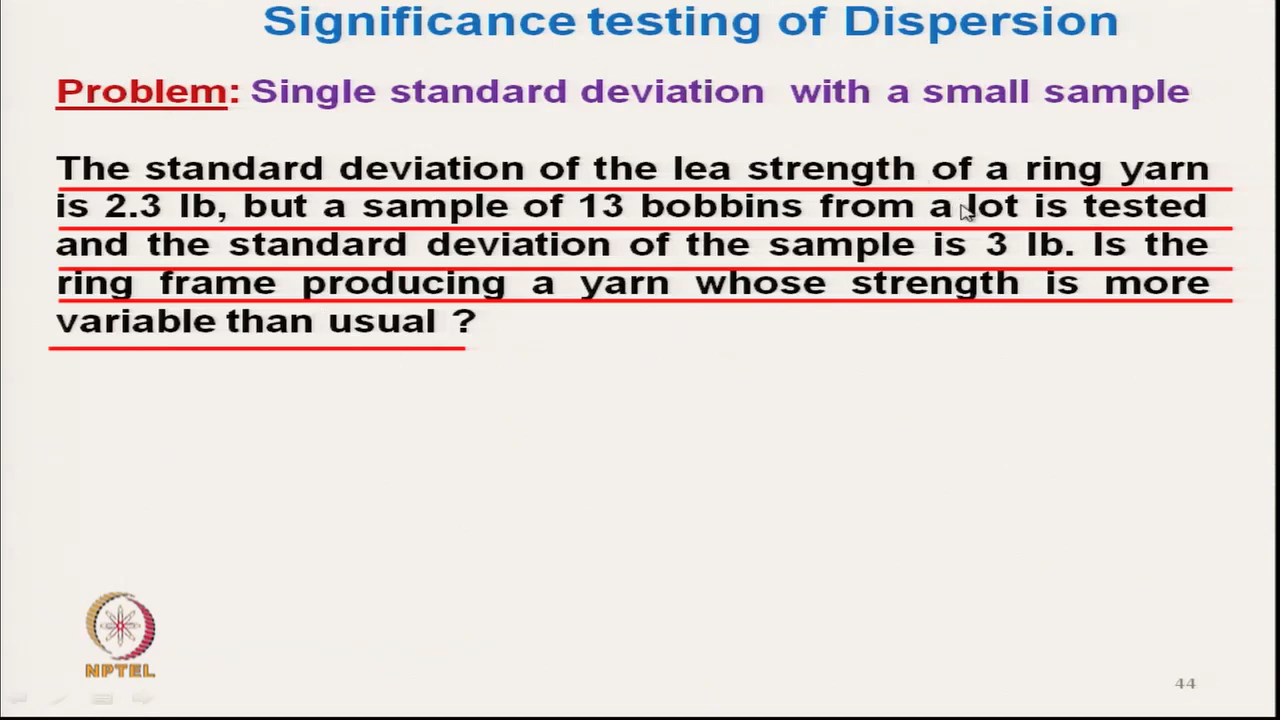 Significance testing of Dispersion
Problem: Single standard deviation with a small sample
The standard deviation of the lea strength of a ring yarn
is 2.3 lb, but a sample of 13 bobbins from a lot is tested
and the standard deviation of the sample is 3 lb. Is the
ring frame producing a yarn whose strength is more
variable than usual ?
NPTEL
44